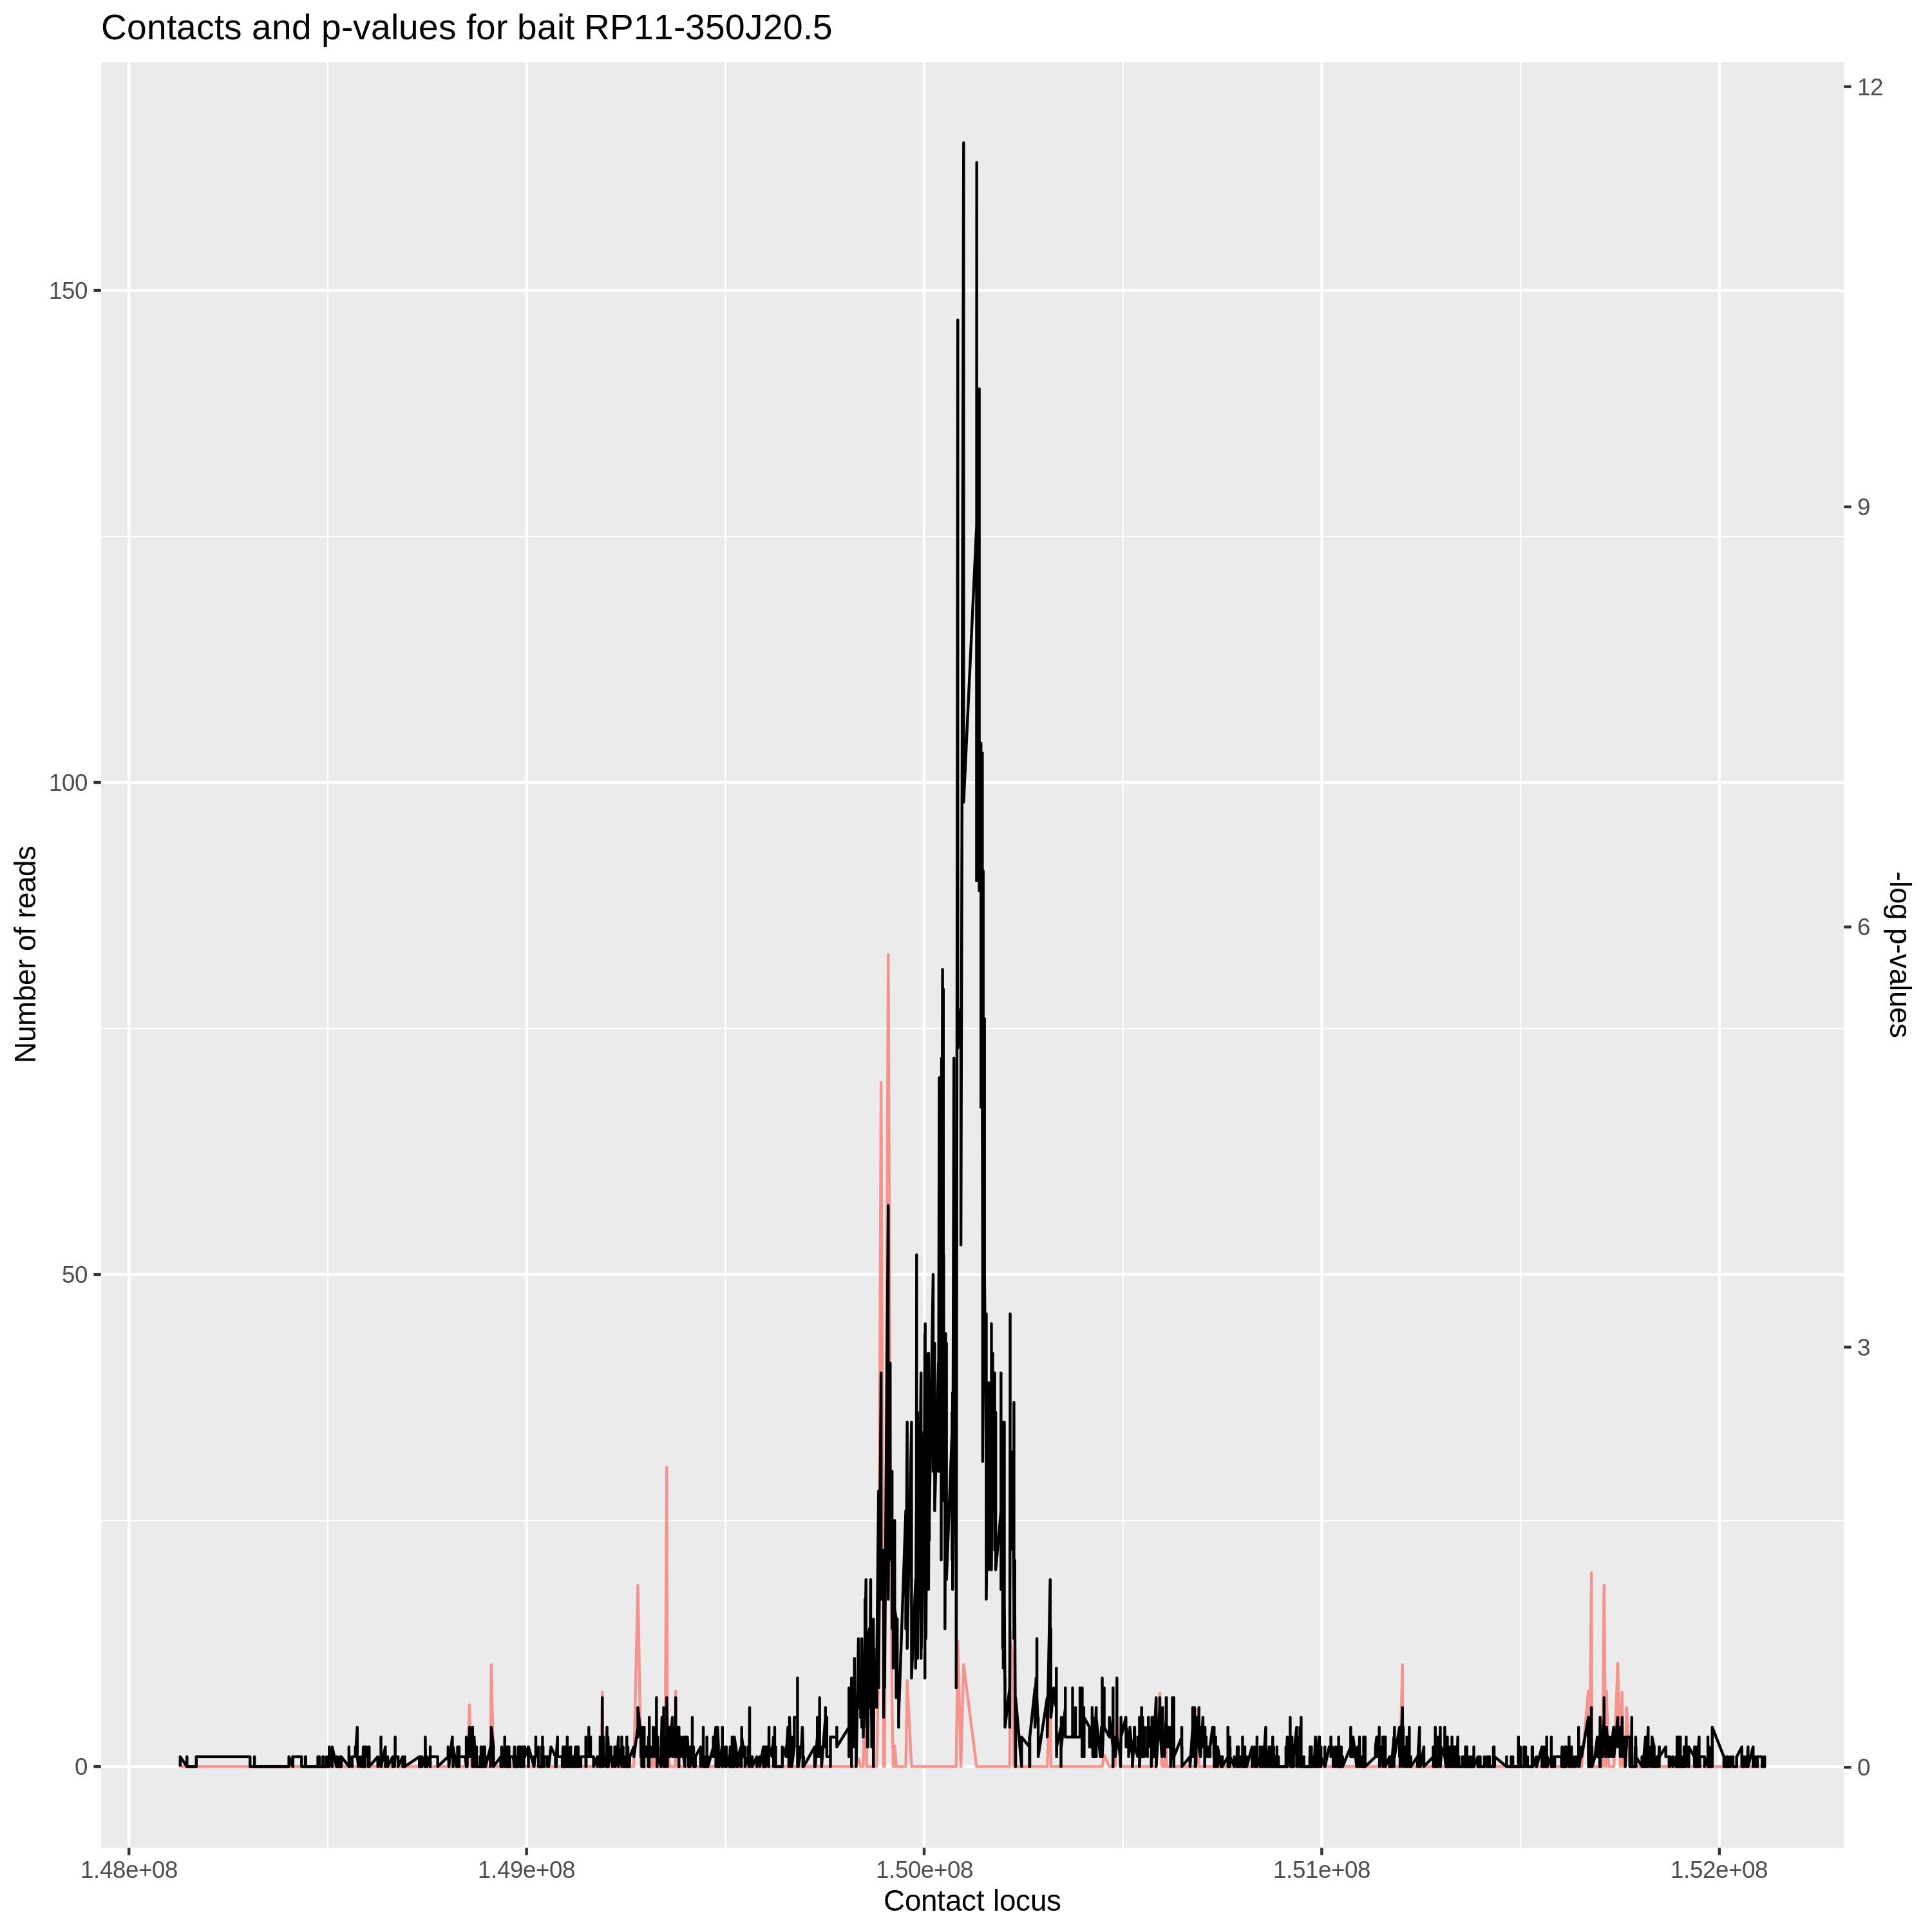 Contacts and p-values for bait RP11-350J20.5
150
100
50
0
12
9
6
3
0
Number of reads
-log p-values
1.48e+08 1.49e+08 1.50e+08 1.51e+08 1.52e+08
Contact locus